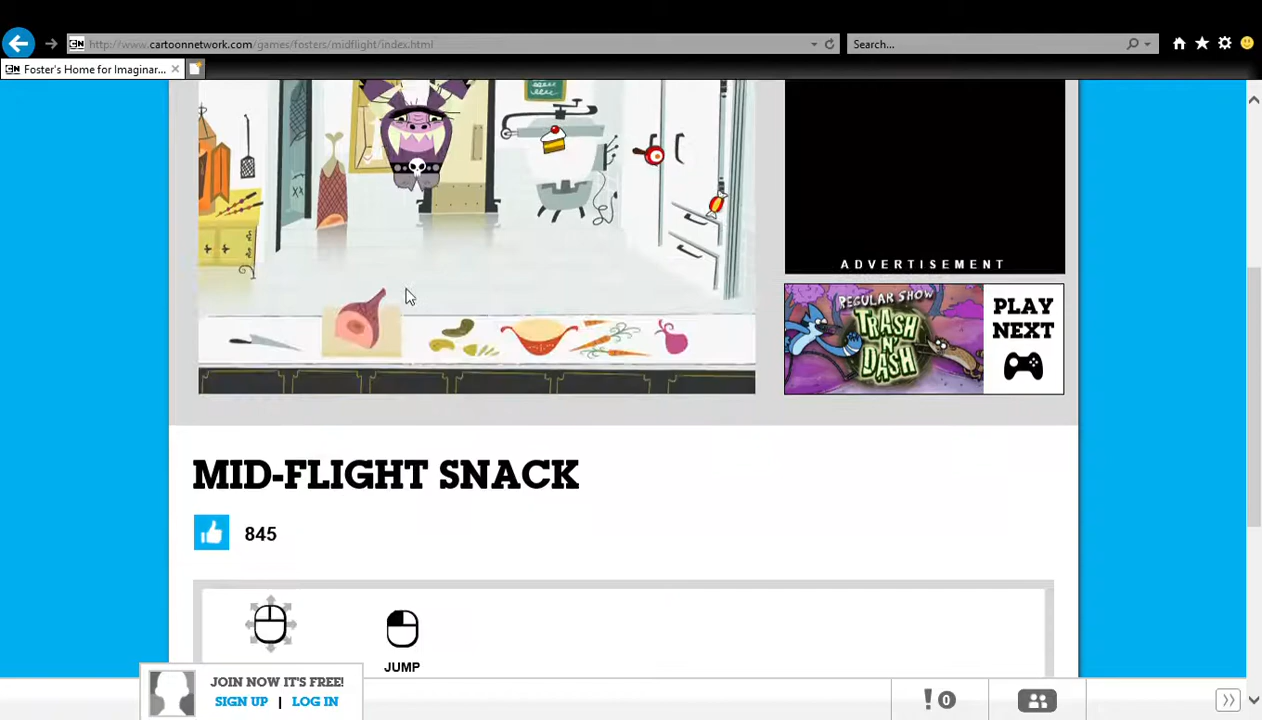 http://www.cartoonnetwork.com/games/fosters/midflight/index.html
Search...
CN Foster's Home for Imaginar...
ADVERTISEMENT
REGULAR SHOW
TRASH
N' DASH
PLAY
NEXT
MID-FLIGHT SNACK
845
JUMP
JOIN NOW IT'S FREE!
SIGN UP | LOG IN
! 0